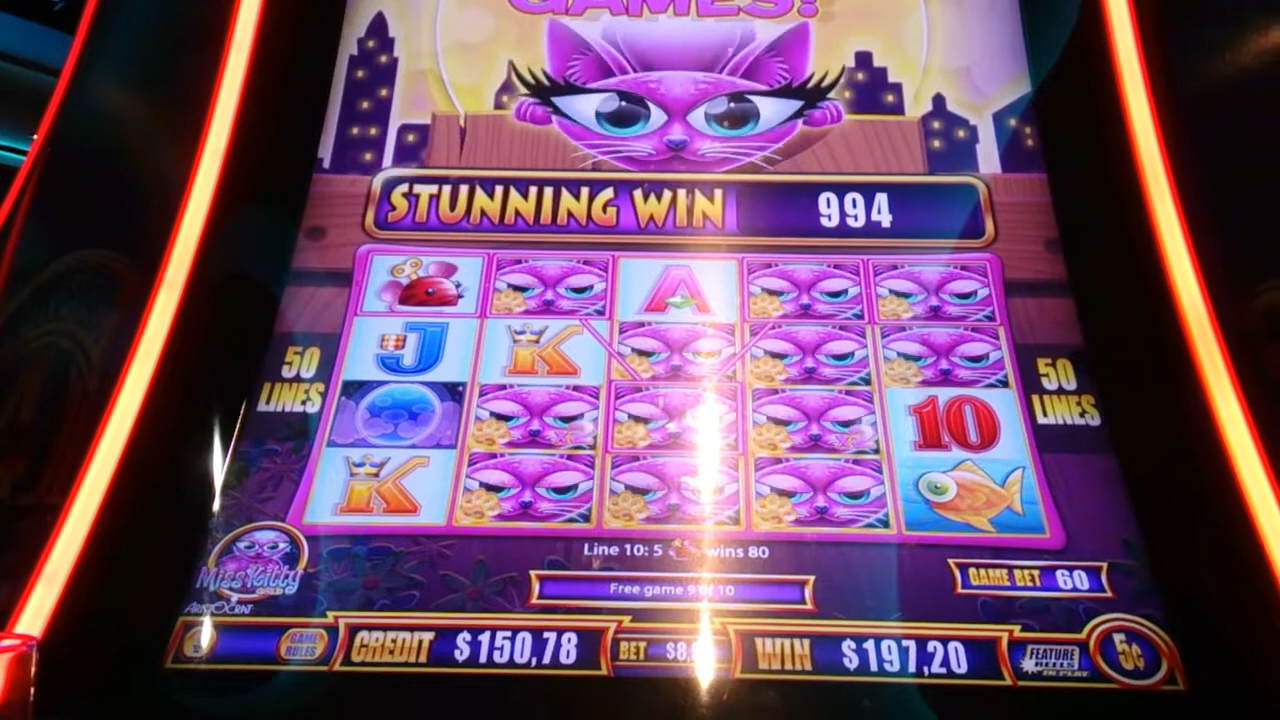 GAMES!
STUNNING WIN 994
A
J K
10
K
50 LINES
50 LINES
Line 10: 5 wins 80
Free game 9 of 10
GAME BET 60
Miss Kitty
GOLD
ARISTOCRAT
GAME RULES
CREDIT $150,78
BET $8,
WIN $197,20
FEATURE REELS IN PLAY
5¢